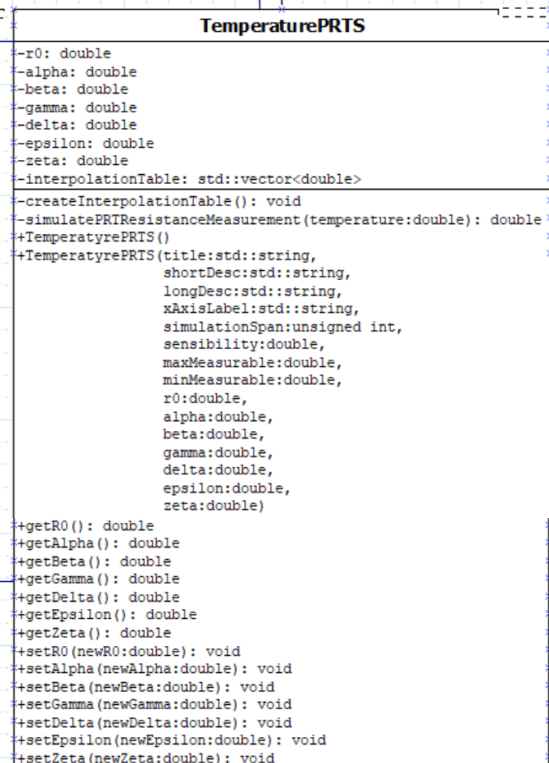 TemperaturePRTS
-r0: double
-alpha: double
-beta: double
-gamma: double
-delta: double
-epsilon: double
-zeta: double
-interpolationTable: std::vector<double>
-createInterpolationTable(): void
-simulatePRTResistanceMeasurement(temperature:double): double
+TemperatyrePRTS()
+TemperatyrePRTS(title:std::string,
shortDesc:std::string,
longDesc:std::string,
xAxisLabel:std::string,
simulationSpan:unsigned int,
sensibility:double,
maxMeasurable:double,
minMeasurable:double,
r0:double,
alpha:double,
beta:double,
gamma:double,
delta:double,
epsilon:double,
zeta:double)
+getR0(): double
+getAlpha(): double
+getBeta(): double
+getGamma(): double
+getDelta(): double
+getEpsilon(): double
+getZeta(): double
+setR0(newR0:double): void
+setAlpha(newAlpha:double): void
+setBeta(newBeta:double): void
+setGamma(newGamma:double): void
+setDelta(newDelta:double): void
+setEpsilon(newEpsilon:double): void
+setZeta(newZeta:double): void